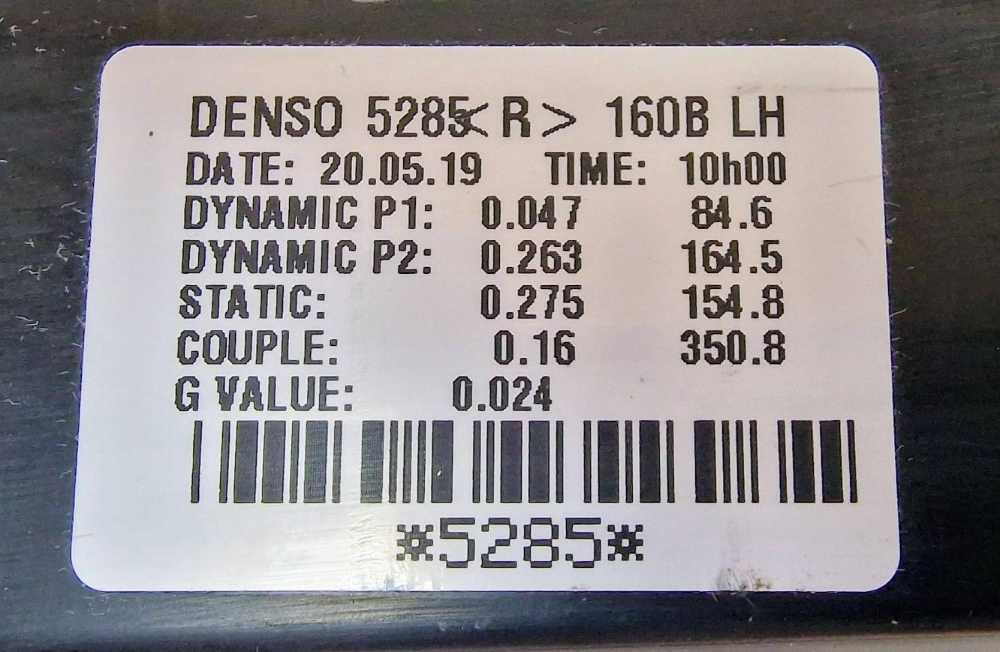 DENSO 5285<R> 160B LH
DATE: 20.05.19 TIME: 10h00
DYNAMIC P1: 0.047 84.6
DYNAMIC P2: 0.263 164.5
STATIC: 0.275 154.8
COUPLE: 0.16 350.8
G VALUE: 0.024
*5285*